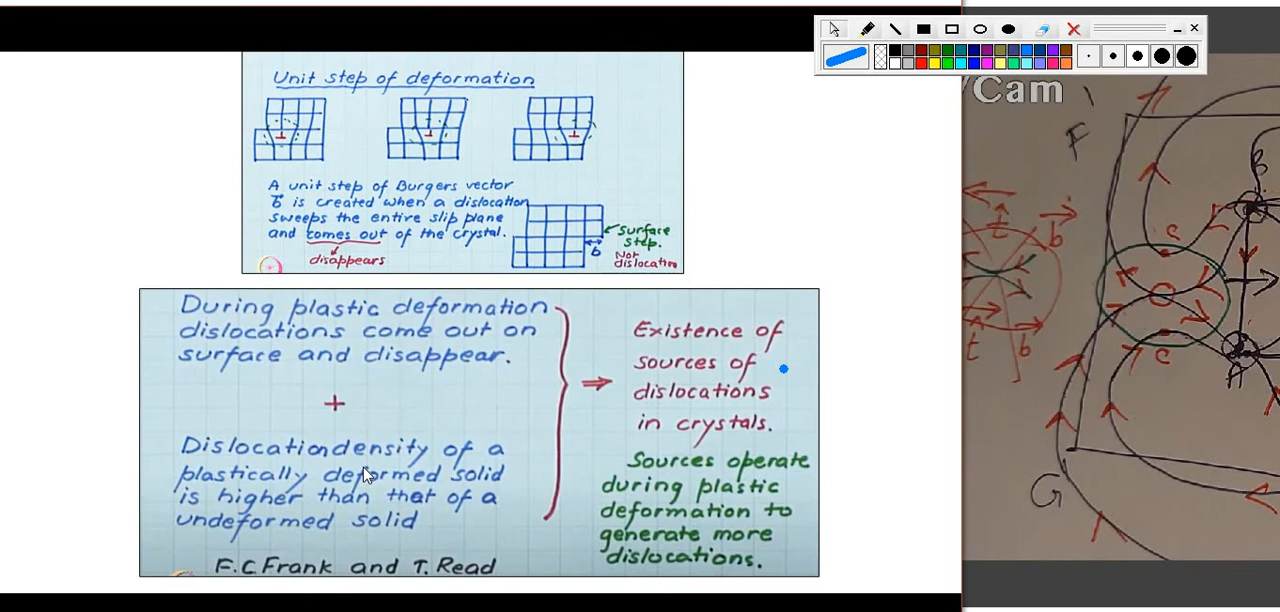 Unit step of deformation
A unit step of Burgers vector
b is created when a dislocation
sweeps the entire slip plane
and comes out of the crystal.
disappears
surface
step.
b
Not
dislocation
During plastic deformation
dislocations come out on
surface and disappear.
+
Dislocation density of a
plastically deformed solid
is higher than that of a
undeformed solid
F.C.Frank and T. Read
Existence of
sources of
dislocations
in crystals.
Sources operate
during plastic
deformation to
generate more
dislocations.
/Cam
F
B
t
b
C
A
C
t
b
G